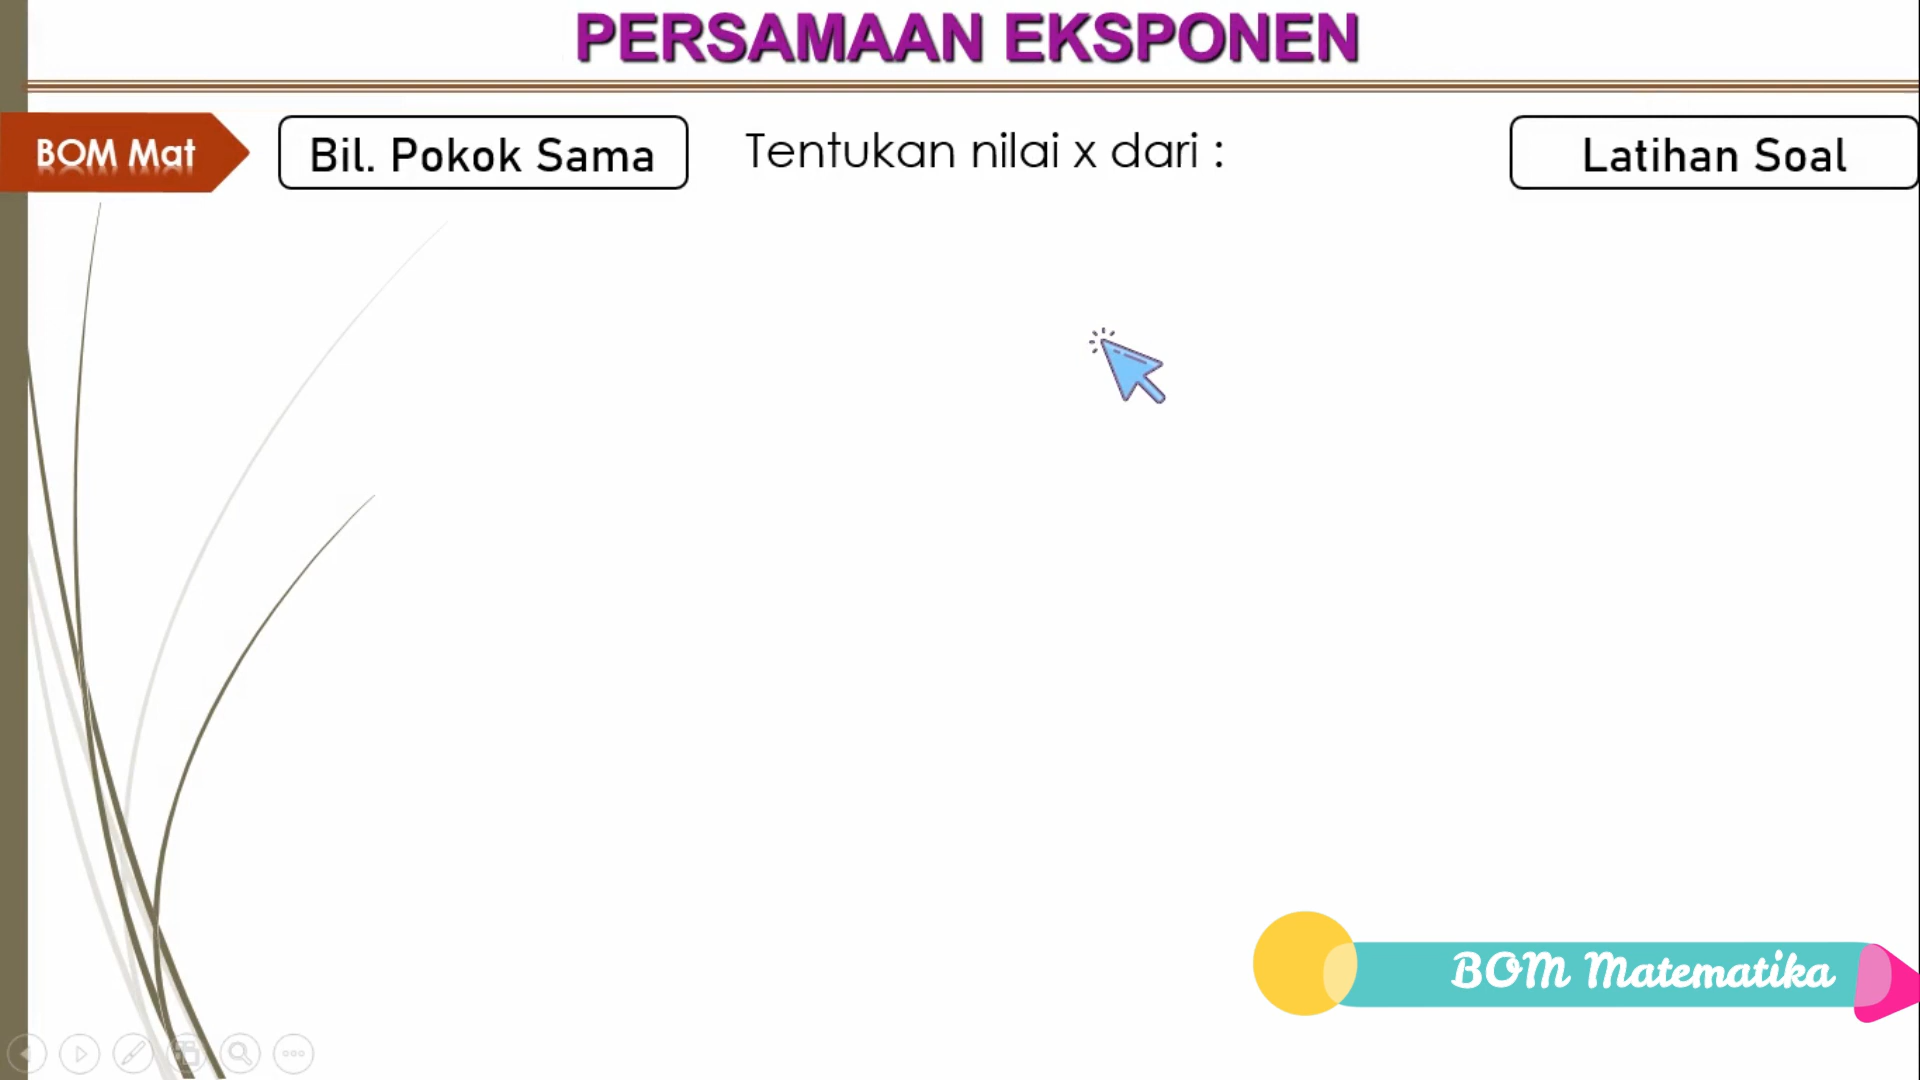 PERSAMAAN EKSPONEN
BOM Mat
Bil. Pokok Sama
Tentukan nilai x dari :
Latihan Soal
BOM Matematika